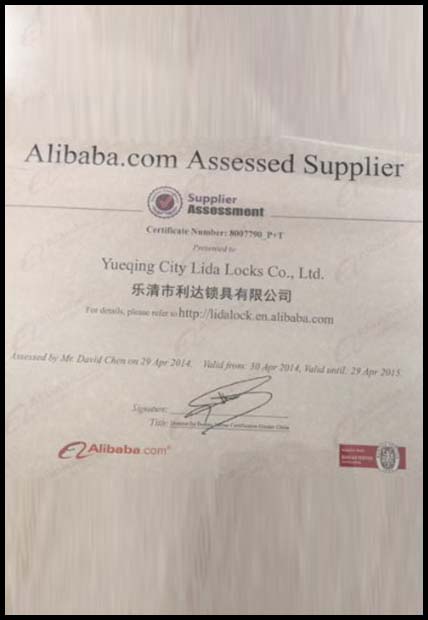 Alibaba.com Assessed Supplier
Supplier
Assessment
Certificate Number: 8007790_P+T
Presented to
Yueqing City Lida Locks Co., Ltd.
乐清市利达锁具有限公司
For details, please refer to http://lidalock.en.alibaba.com
Assessed by Mr. David Chen on 29 Apr 2014. Valid from: 30 Apr 2014, Valid until: 29 Apr 2015.
Signature:
Title:
Alibaba.com®